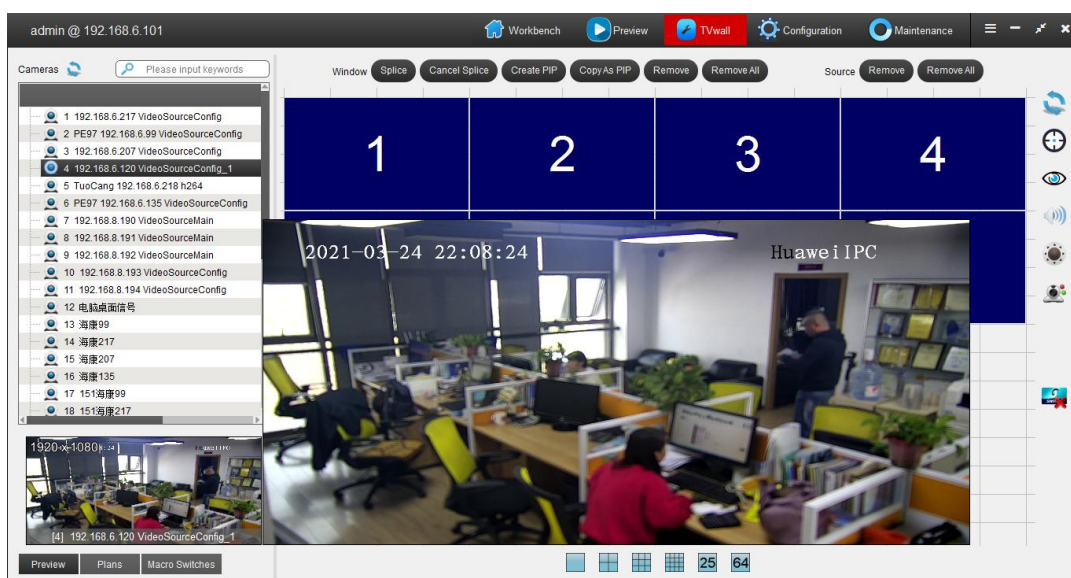 admin @ 192.168.6.101
Workbench
Preview
TVwall
Configuration
Maintenance
Cameras
Please input keywords
Window Splice Cancel Splice Create PIP Copy As PIP Remove Remove All Source Remove Remove All
1 192.168.6.217 VideoSourceConfig
2 PE97 192.168.6.99 VideoSourceConfig
3 192.168.6.207 VideoSourceConfig
4 192.168.6.120 VideoSourceConfig_1
5 TuoCang 192.168.6.218 h264
6 PE97 192.168.6.135 VideoSourceConfig
7 192.168.8.190 VideoSourceMain
8 192.168.8.191 VideoSourceMain
9 192.168.8.192 VideoSourceMain
10 192.168.8.193 VideoSourceConfig
11 192.168.8.194 VideoSourceConfig
12 电脑桌面信号
13 海康99
14 海康217
15 海康207
16 海康135
17 151海康99
18 151海康217
1 2 3 4
2021-03-24 22:08:24 HuaweiIPC
1920 x 1080
[4] 192.168.6.120 VideoSourceConfig_1
Preview Plans Macro Switches
25 64